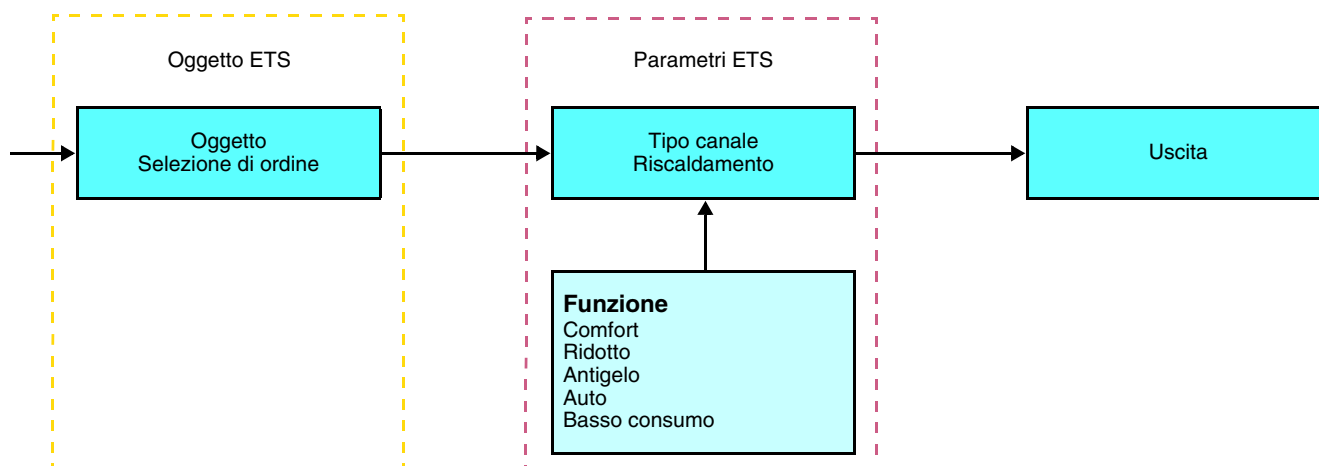 Oggetto ETS
Parametri ETS
Oggetto
Selezione di ordine
Tipo canale
Riscaldamento
Uscita
Funzione
Comfort
Ridotto
Antigelo
Auto
Basso consumo